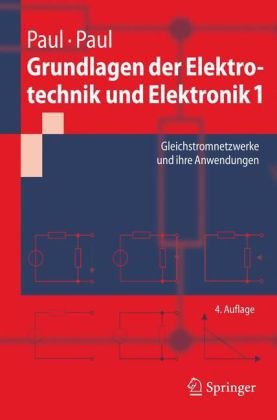 Paul · Paul
Grundlagen der Elektro-
technik und Elektronik 1
Gleichstromnetzwerke
und ihre Anwendungen
4. Auflage
Springer